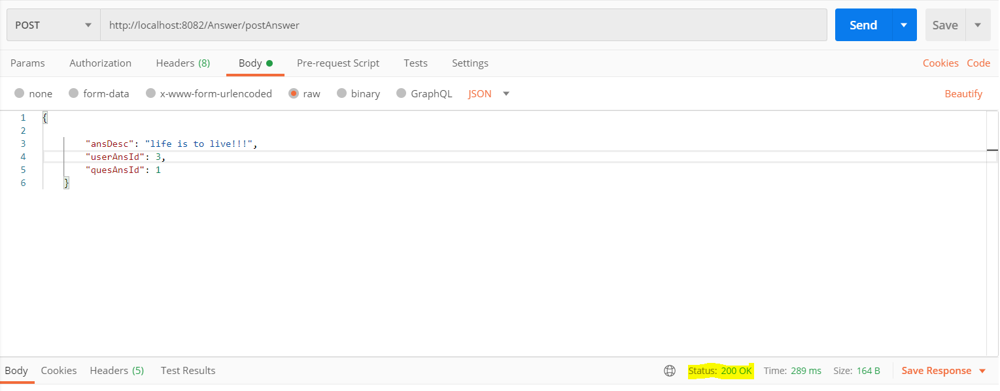 POST http://localhost:8082/Answer/postAnswer Send Save
Params Authorization Headers (8) Body Pre-request Script Tests Settings Cookies Code
none form-data x-www-form-urlencoded raw binary GraphQL JSON Beautify
1 {
2
3 "ansDesc": "life is to live!!!",
4 "userAnsId": 3,
5 "quesAnsId": 1
6 }
Body Cookies Headers (5) Test Results Status: 200 OK Time: 289 ms Size: 164 B Save Response